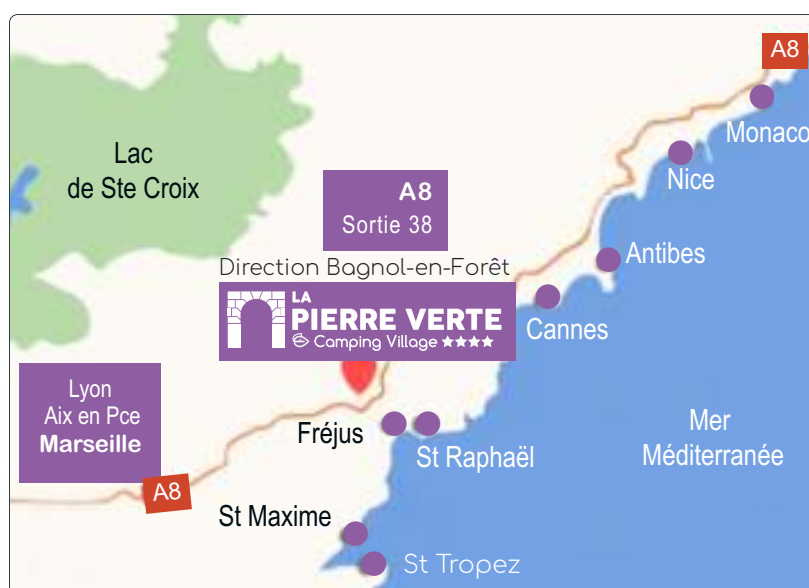 A8
Monaco
Nice
Lac
de Ste Croix
A8
Sortie 38
Antibes
Direction Bagnol-en-Forêt
LA
PIERRE VERTE
Camping Village ★★★★
Cannes
Lyon
Aix en Pce
Marseille
Fréjus
St Raphaël
Mer
Méditerranée
A8
St Maxime
St Tropez